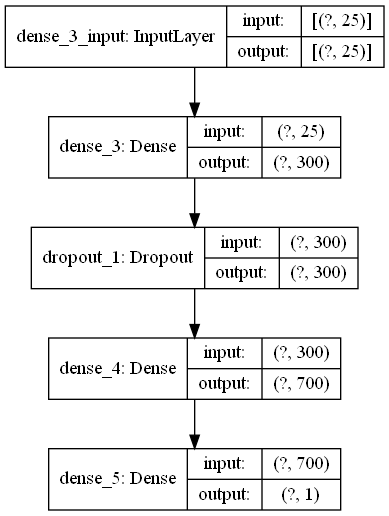 dense_3_input: InputLayer
input: [(?, 25)]
output: [(?, 25)]
dense_3: Dense
input: (?, 25)
output: (?, 300)
dropout_1: Dropout
input: (?, 300)
output: (?, 300)
dense_4: Dense
input: (?, 300)
output: (?, 700)
dense_5: Dense
input: (?, 700)
output: (?, 1)